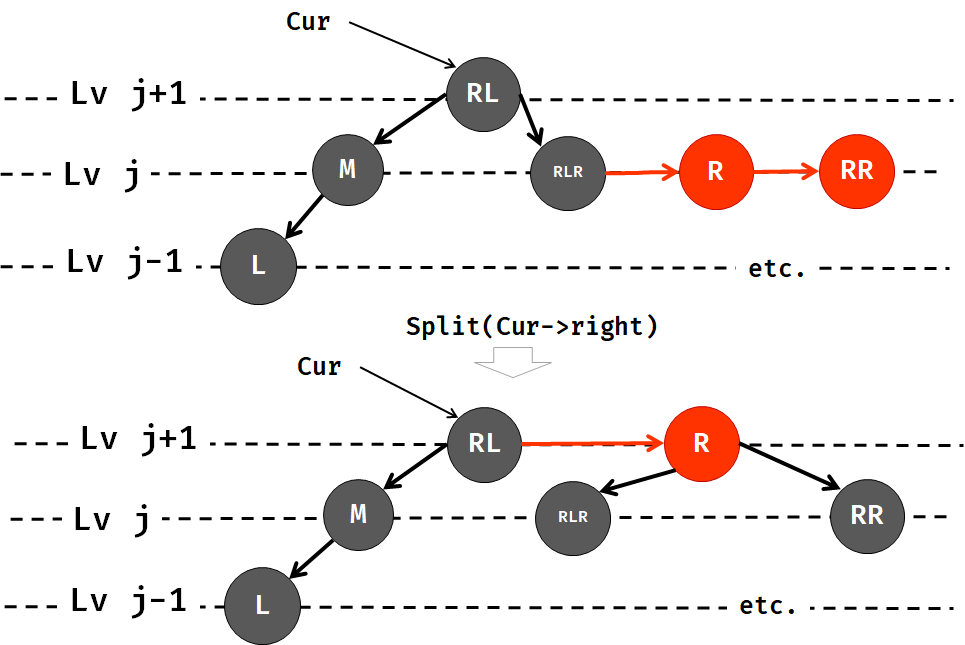 Cur
Lv j+1 RL
Lv j M RLR R RR
Lv j-1 L etc.
Split(Cur->right)
Cur
Lv j+1 RL R
Lv j M RLR RR
Lv j-1 L etc.